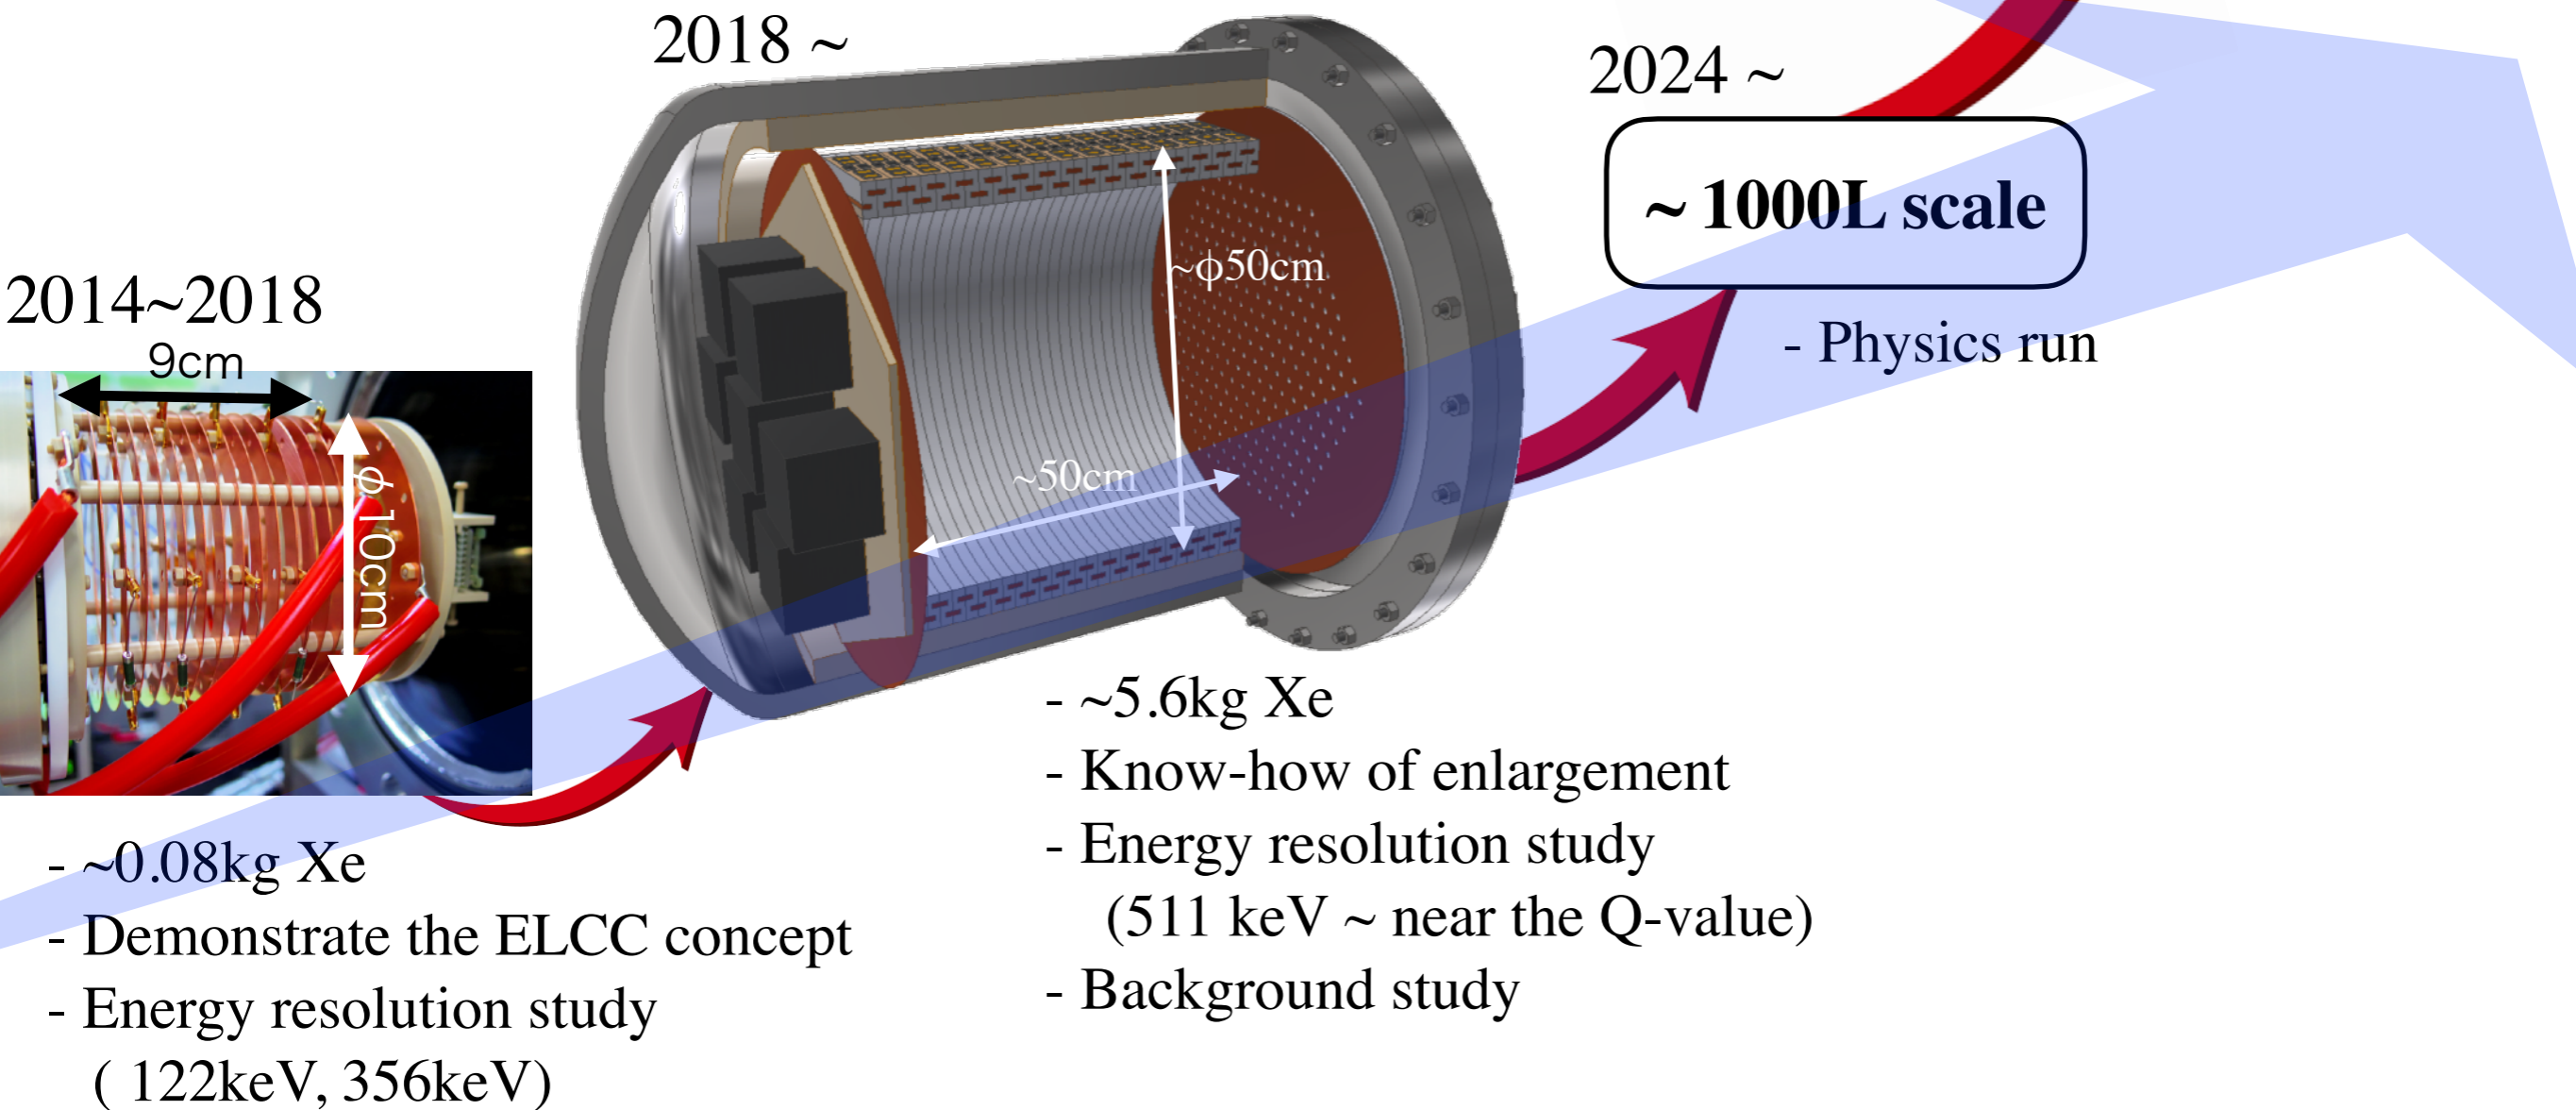 2014~2018
9cm
ϕ10cm
- ~0.08kg Xe
- Demonstrate the ELCC concept
- Energy resolution study
( 122keV, 356keV)
2018 ~
~ϕ50cm
~50cm
- ~5.6kg Xe
- Know-how of enlargement
- Energy resolution study
(511 keV ~ near the Q-value)
- Background study
2024 ~
~ 1000L scale
- Physics run